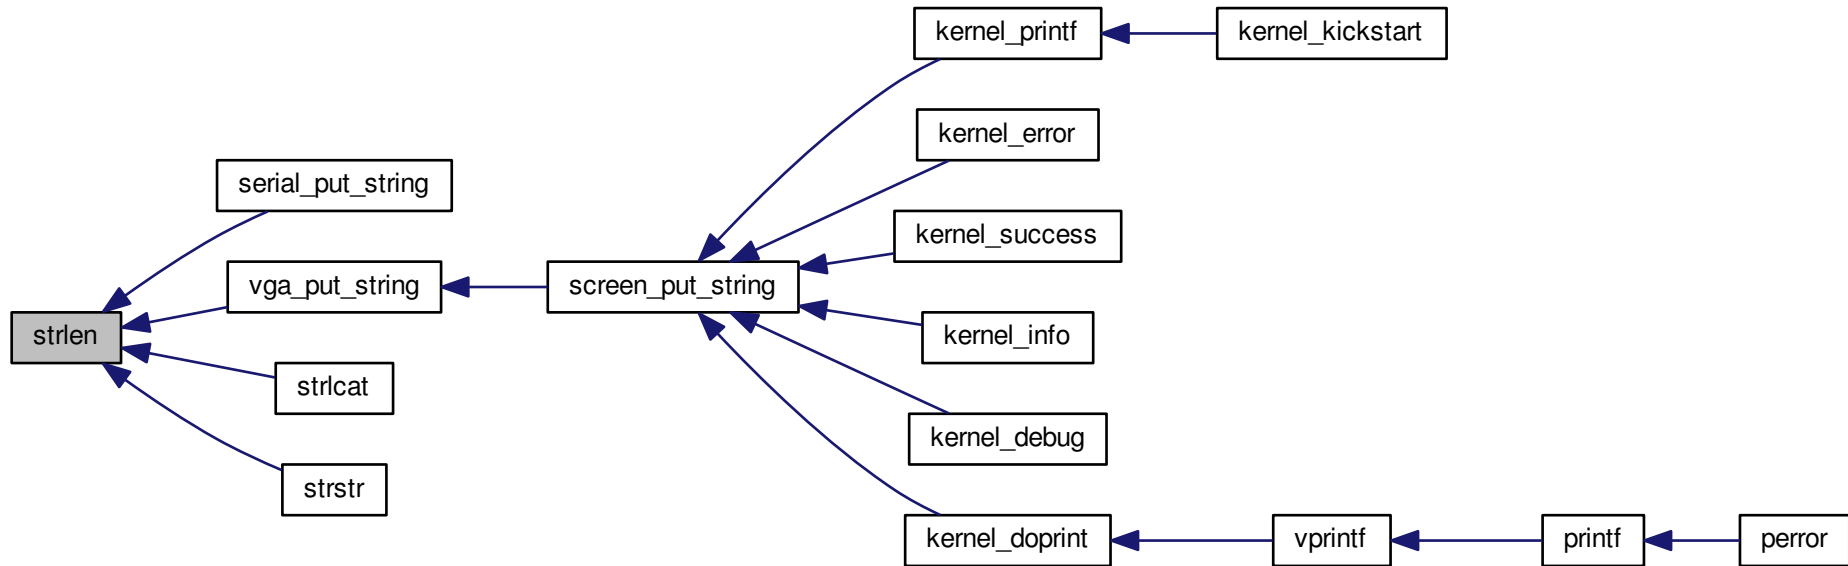 kernel_printf
kernel_kickstart
kernel_error
serial_put_string
kernel_success
vga_put_string
screen_put_string
strlen
kernel_info
strlcat
kernel_debug
strstr
kernel_doprint
vprintf
printf
perror